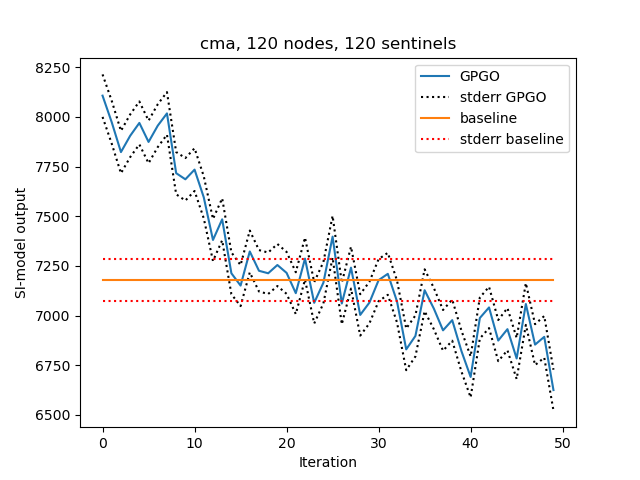 cma, 120 nodes, 120 sentinels
8250
8000
7750
7500
7250
7000
6750
6500
SI-model output
GPGO
stderr GPGO
baseline
stderr baseline
0
10
20
30
40
50
Iteration